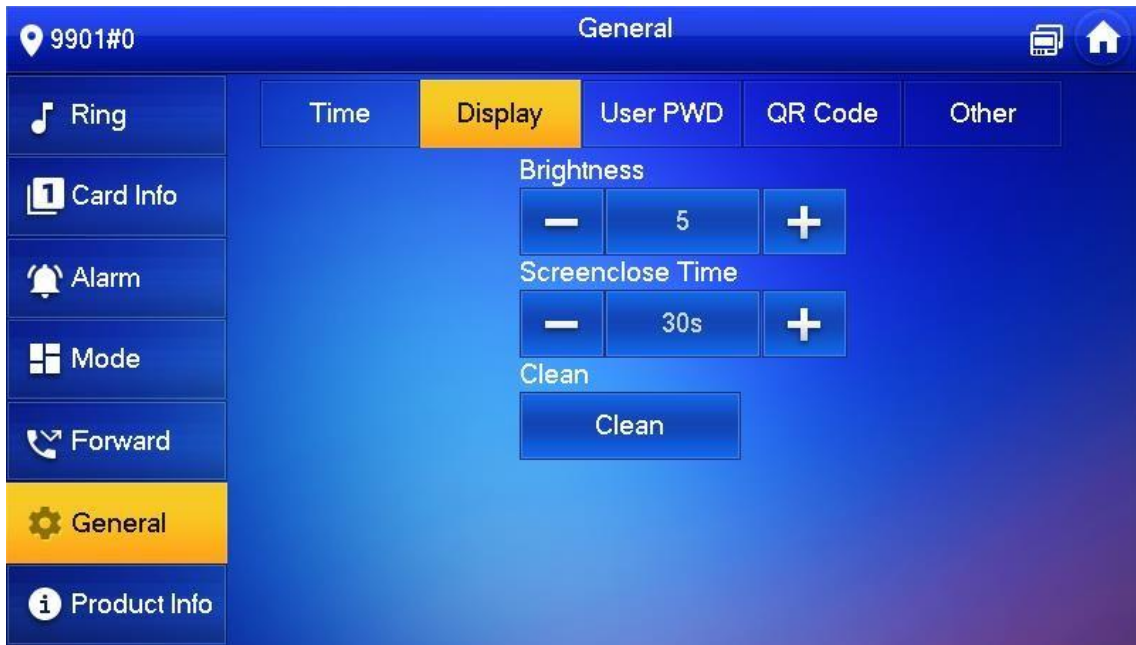 9901#0
General
Ring
Card Info
Alarm
Mode
Forward
General
Product Info
Time Display User PWD QR Code Other
Brightness
5
Screenclose Time
30s
Clean
Clean